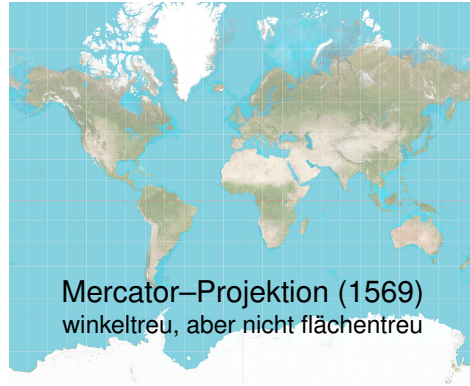 Mercator–Projektion (1569)
winkeltreu, aber nicht flächentreu